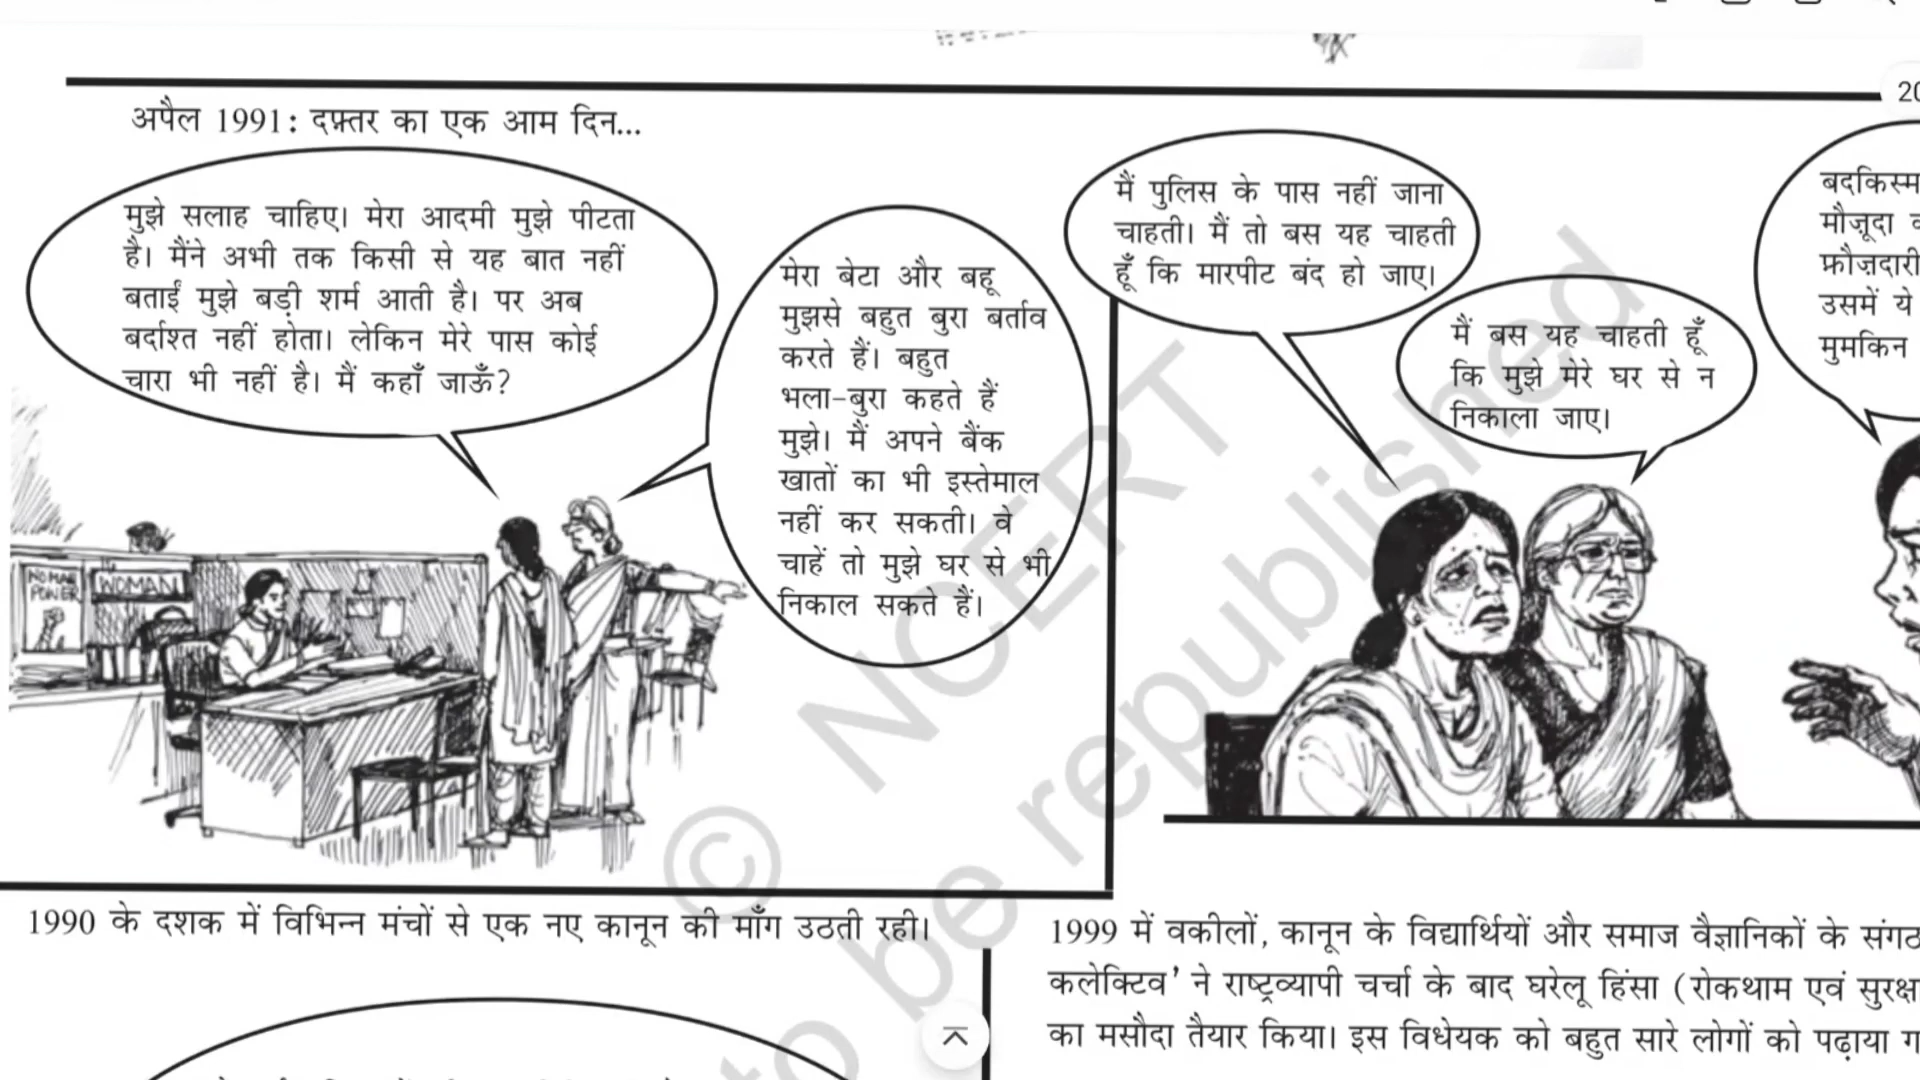 20
अपैल 1991: दफ़्तर का एक आम दिन...
मुझे सलाह चाहिए। मेरा आदमी मुझे पीटता
है। मैंने अभी तक किसी से यह बात नहीं
बताईं मुझे बड़ी शर्म आती है। पर अब
बर्दाश्त नहीं होता। लेकिन मेरे पास कोई
चारा भी नहीं है। मैं कहाँ जाऊँ?
मेरा बेटा और बहू
मुझसे बहुत बुरा बर्ताव
करते हैं। बहुत
भला-बुरा कहते हैं
मुझे। मैं अपने बैंक
खातों का भी इस्तेमाल
नहीं कर सकती। वे
चाहें तो मुझे घर से भी
निकाल सकते हैं।
WOMAN
POWER
WOMAN
मैं पुलिस के पास नहीं जाना
चाहती। मैं तो बस यह चाहती
हूँ कि मारपीट बंद हो जाए।
मैं बस यह चाहती हूँ
कि मुझे मेरे घर से न
निकाला जाए।
बदकिस्म
मौज़ूदा
फ़ौज़दारी
उसमें ये
मुमकिन
© NCERT
to be republished
1990 के दशक में विभिन्न मंचों से एक नए कानून की माँग उठती रही।
1999 में वकीलों, कानून के विद्यार्थियों और समाज वैज्ञानिकों के संगठ
कलेक्टिव’ ने राष्ट्रव्यापी चर्चा के बाद घरेलू हिंसा (रोकथाम एवं सुरक्षा
का मसौदा तैयार किया। इस विधेयक को बहुत सारे लोगों को पढ़ाया ग